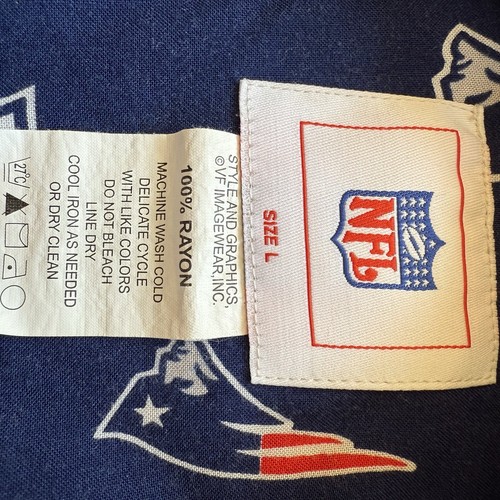 NFL
SIZE L
STYLE AND GRAPHICS,
©VF IMAGEWEAR, INC.
100% RAYON
MACHINE WASH COLD
DELICATE CYCLE
WITH LIKE COLORS
DO NOT BLEACH
LINE DRY
COOL IRON AS NEEDED
OR DRY CLEAN
27°C/